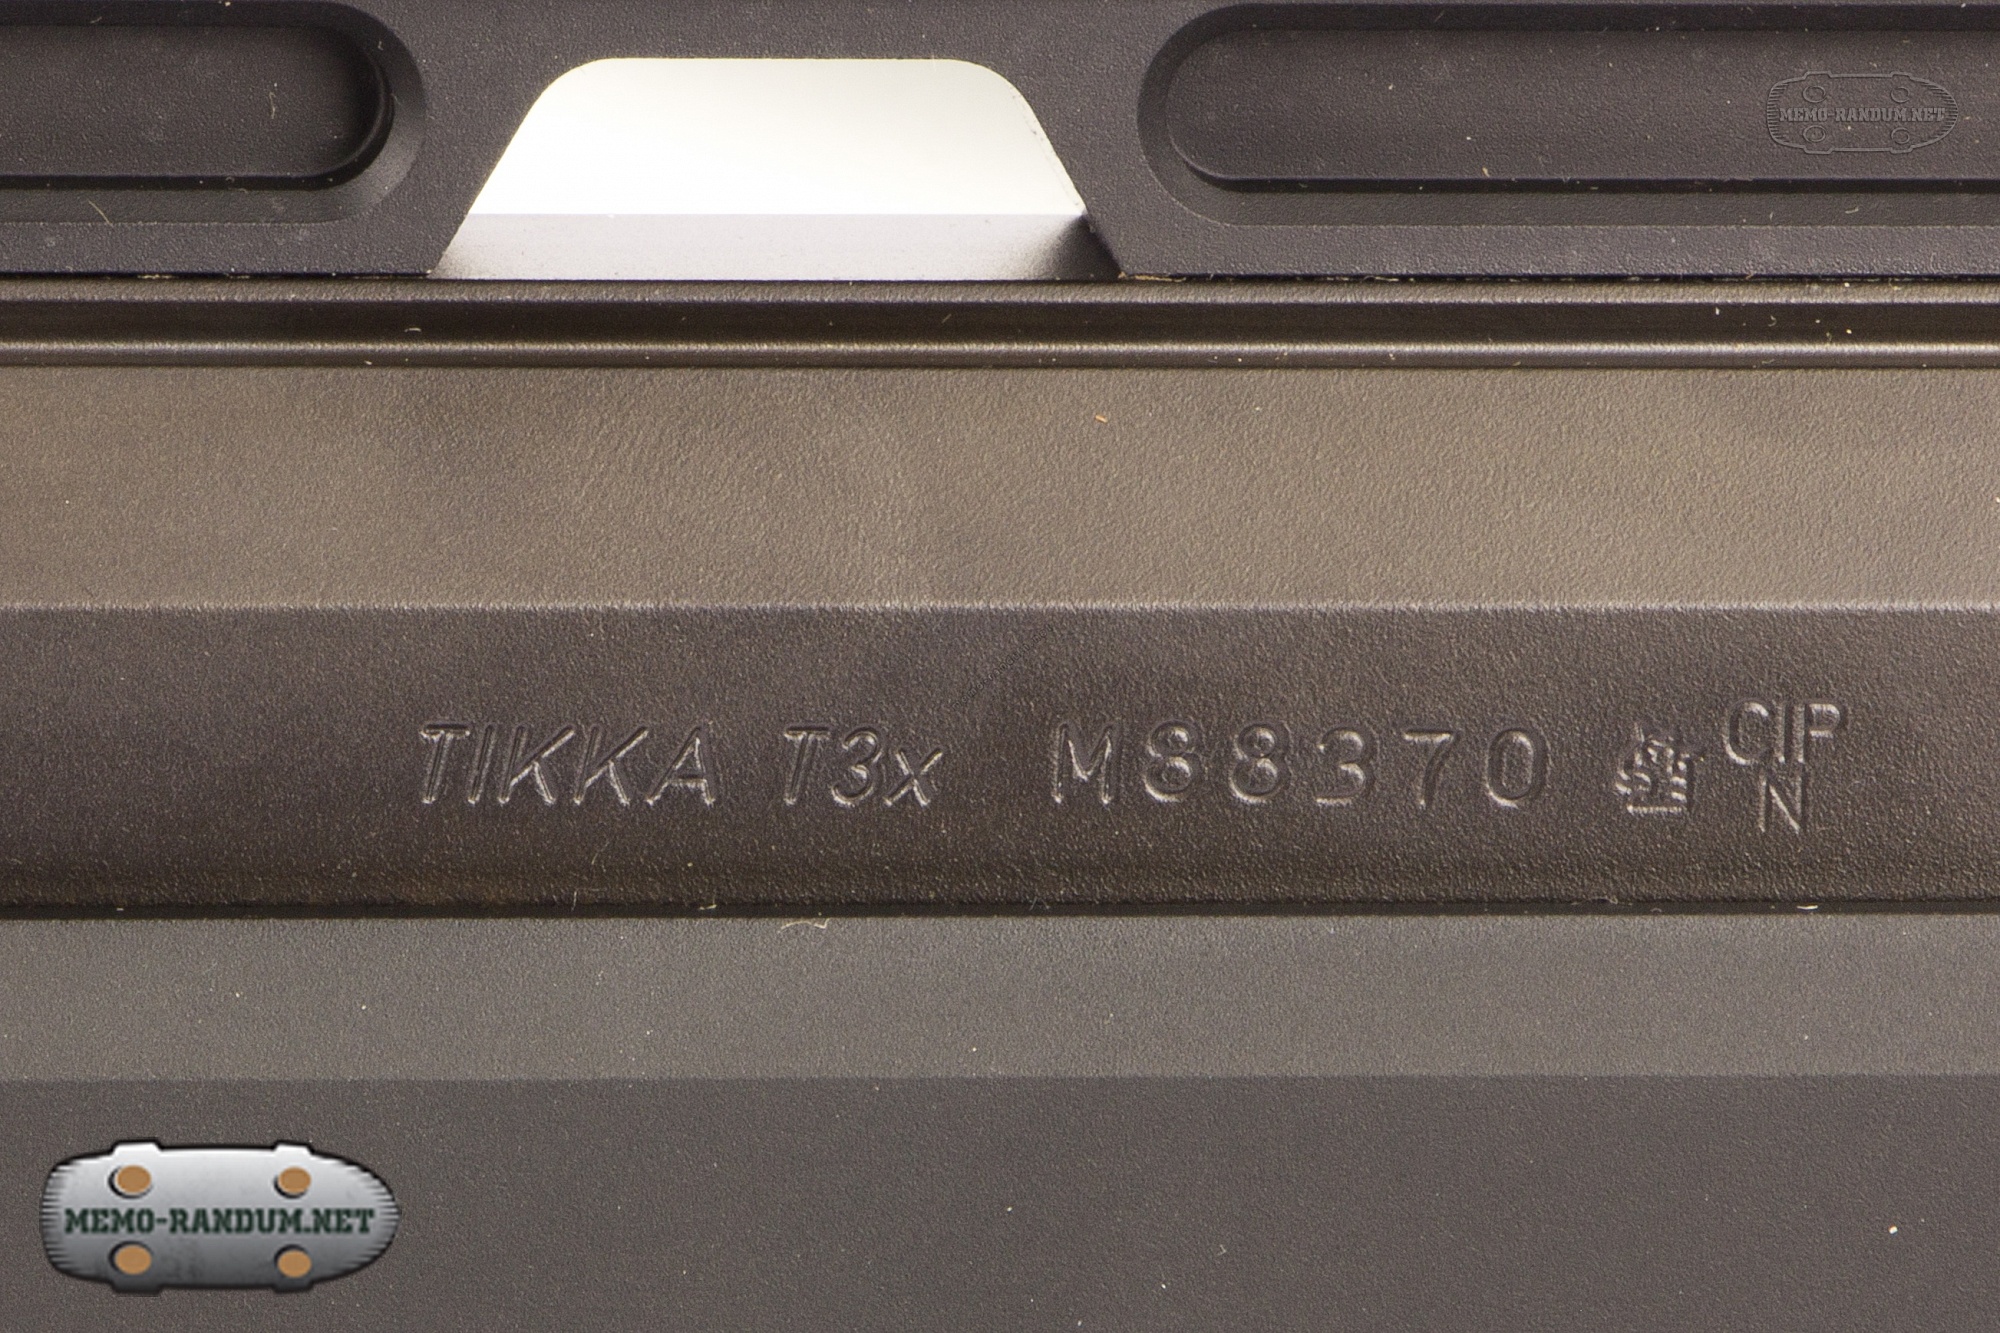 MEMO-RANDUM.NET
TIKKA T3x M88370 CIP
N
MEMO-RANDUM.NET